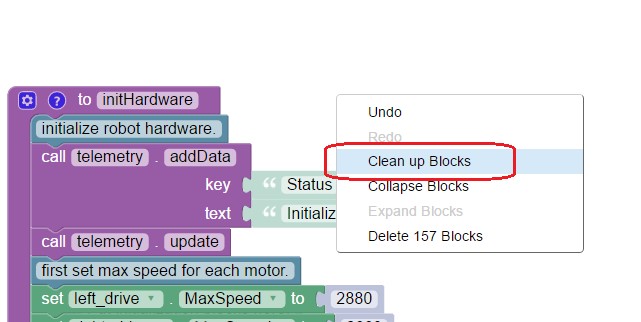 ? to initHardware
initialize robot hardware.
call telemetry . addData
key “ Status
text “ Initializ
call telemetry . update
first set max speed for each motor.
set left_drive . MaxSpeed to 2880
Undo
Redo
Clean up Blocks
Collapse Blocks
Expand Blocks
Delete 157 Blocks